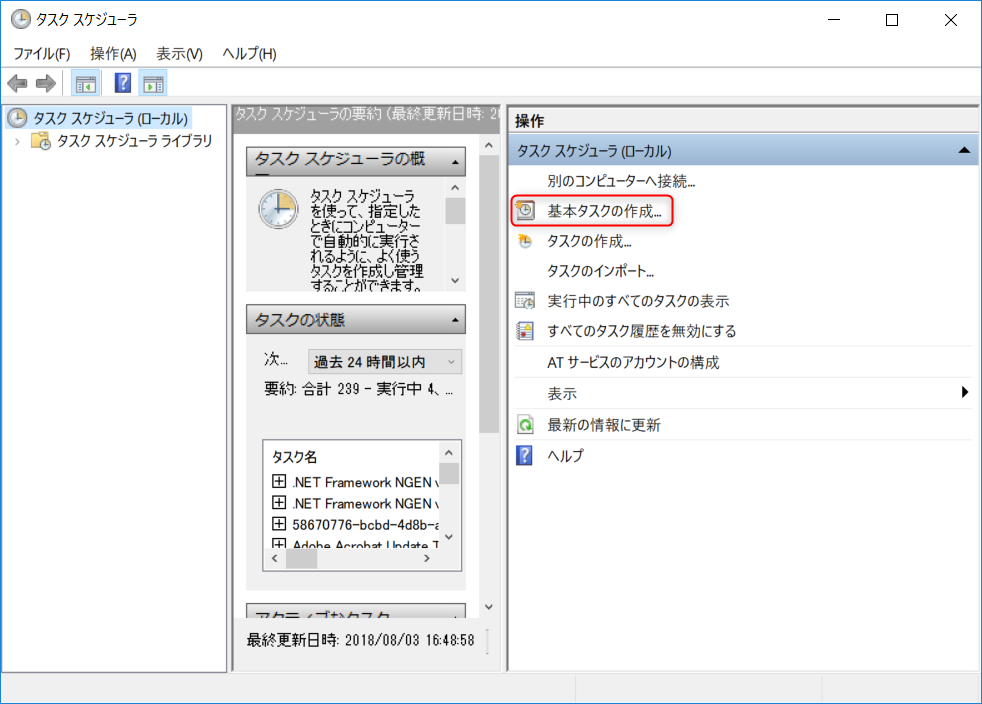 タスク スケジューラ
ファイル(F) 操作(A) 表示(V) ヘルプ(H)
タスク スケジューラ (ローカル)
タスク スケジューラ ライブラリ
タスク スケジューラの要約 (最終更新日時: 20
タスク スケジューラの概
タスク スケジューラ
を使って、指定した
ときにコンピューター
で自動的に実行さ
れるように、よく使う
タスクを作成し管理
することができます。
タスクの状態
次... 過去 24 時間以内
要約: 合計 239 - 実行中 4、...
タスク名
.NET Framework NGEN v
.NET Framework NGEN v
58670776-bcbd-4d8b-a
Adobe Acrobat Update T
アクティブなタスク
最終更新日時: 2018/08/03 16:48:58
操作
タスク スケジューラ (ローカル)
別のコンピューターへ接続...
基本タスクの作成...
タスクの作成...
タスクのインポート...
実行中のすべてのタスクの表示
すべてのタスク履歴を無効にする
AT サービスのアカウントの構成
表示
最新の情報に更新
ヘルプ